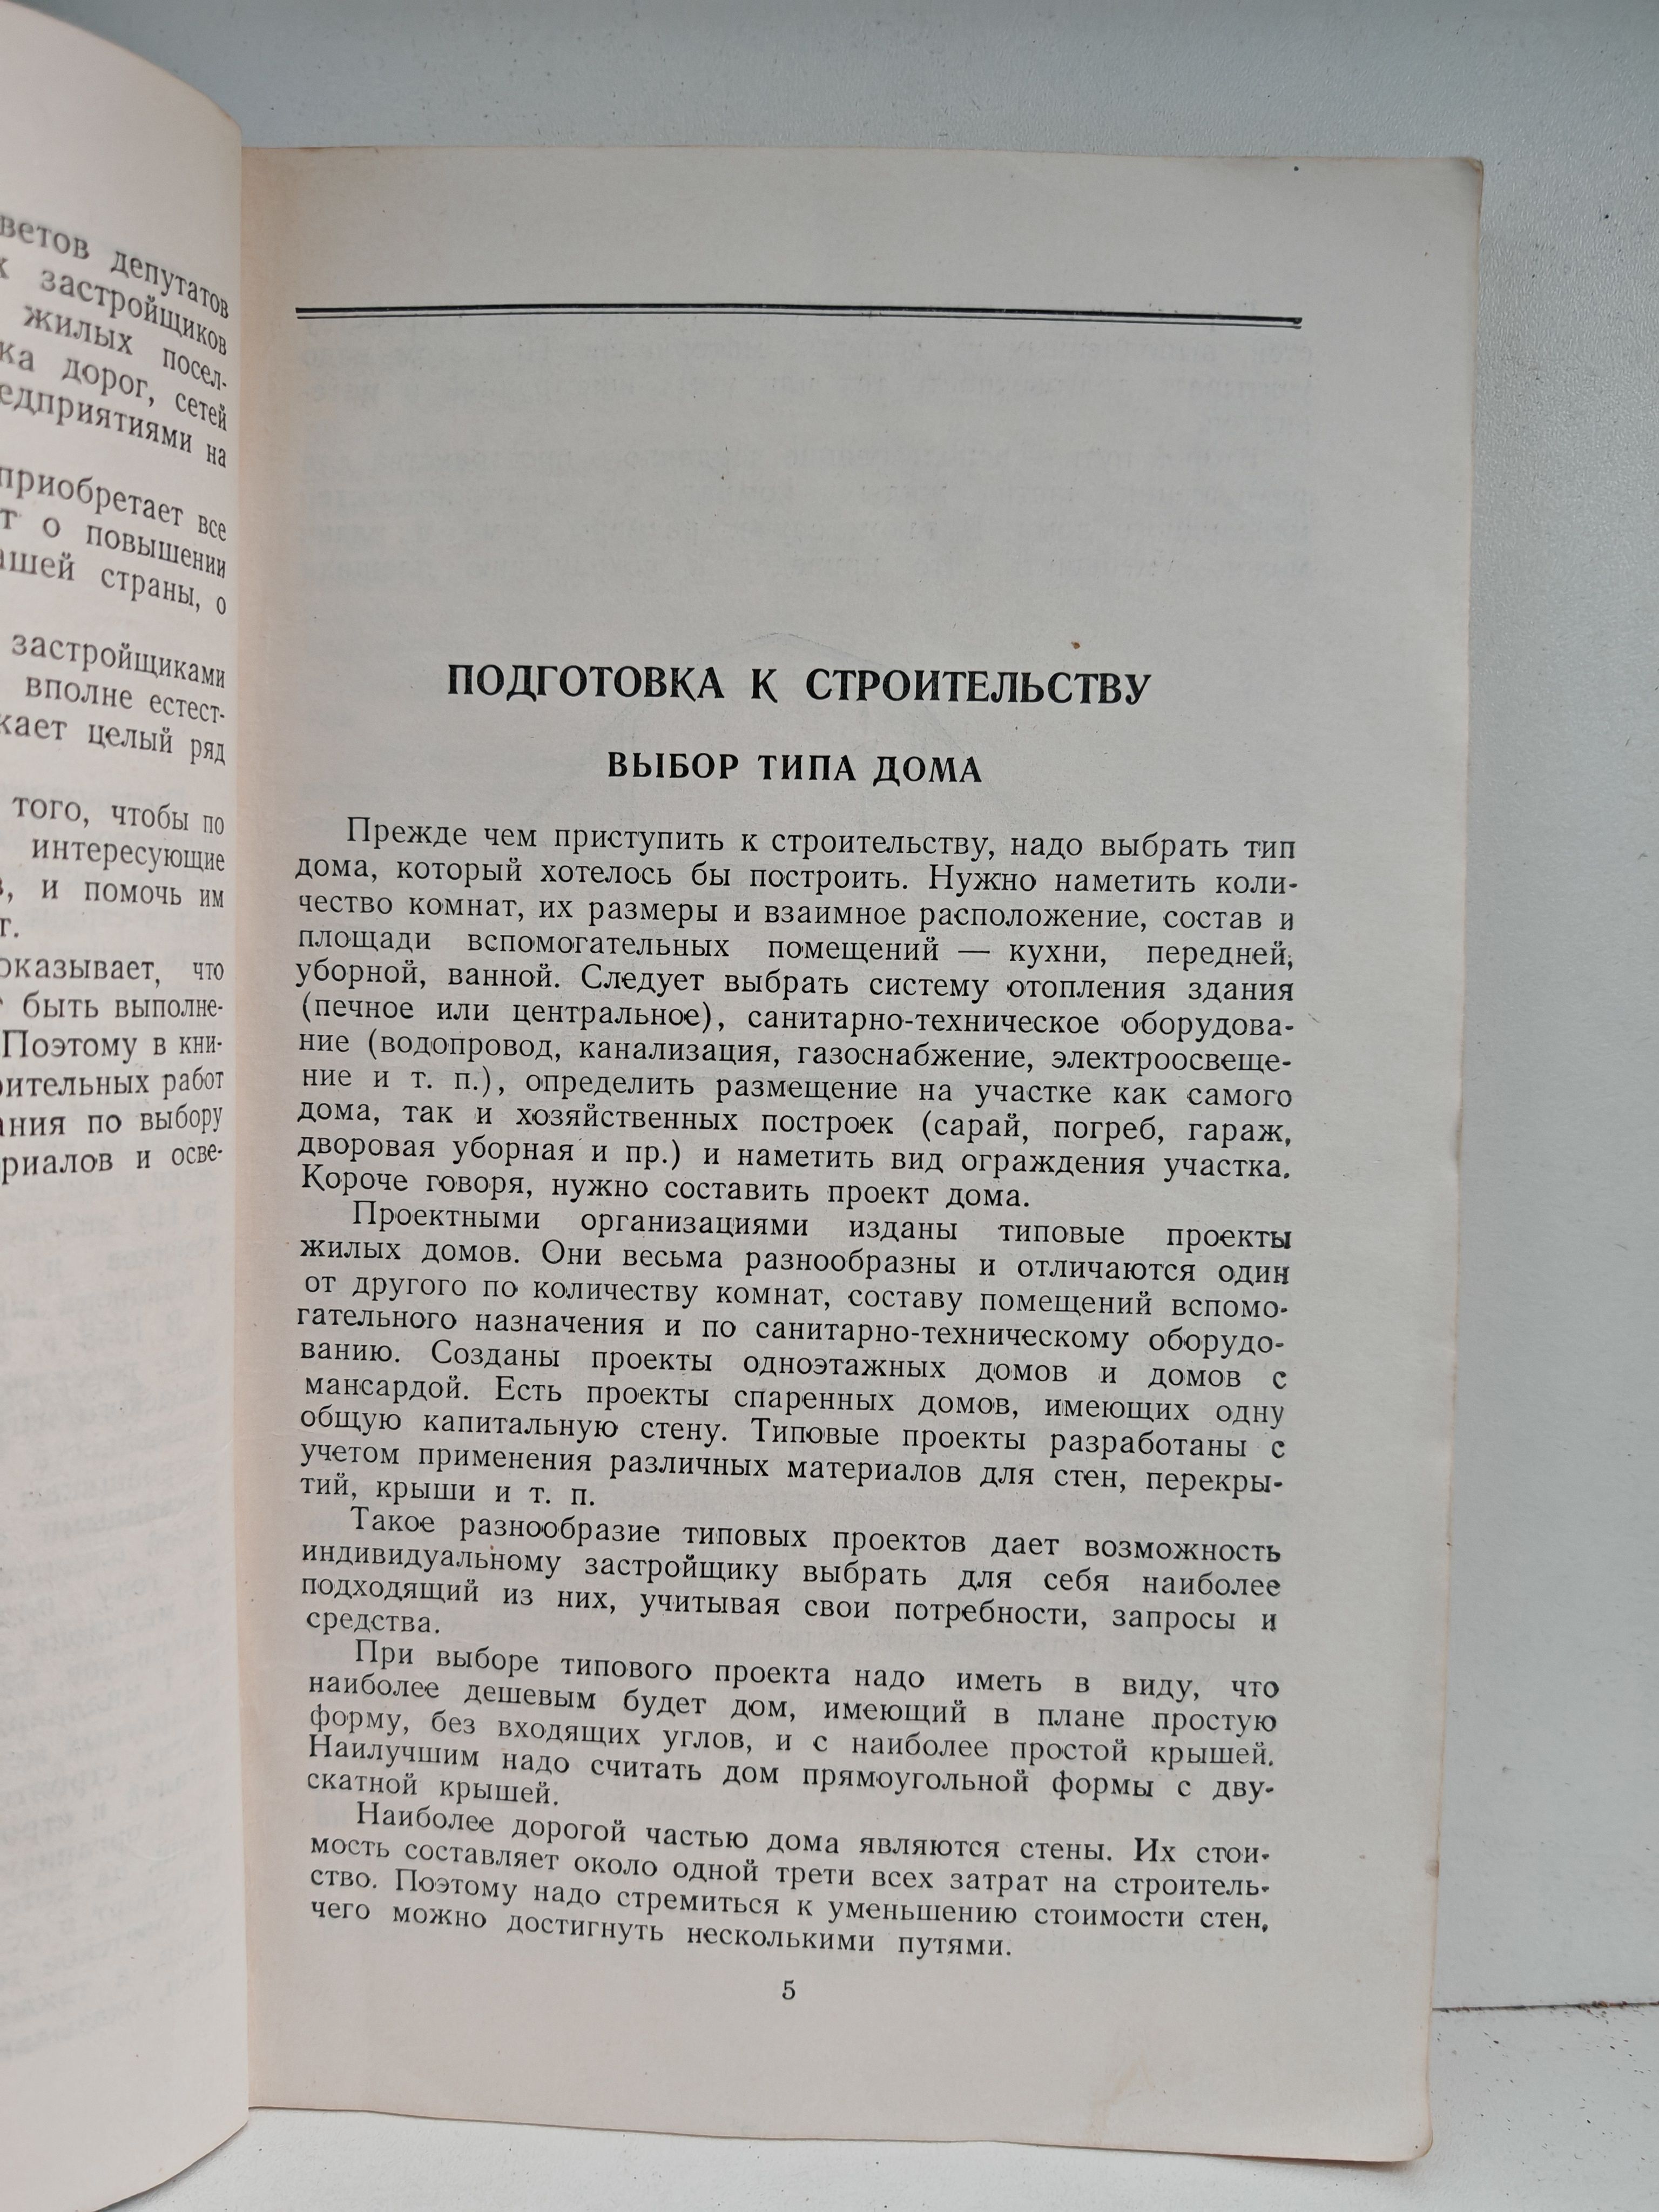 ветов депутатов
застройщиков
жилых посел-
ка дорог, сетей
едприятиями на
приобретает все
т о повышении
ашей страны, о
застройщиками
вполне естест-
кает целый ряд
того, чтобы по
интересующие
в, и помочь им
г.
оказывает, что
быть выполне-
Поэтому в кни-
оительных работ
ания по выбору
риалов и осве-
ПОДГОТОВКА К СТРОИТЕЛЬСТВУ
ВЫБОР ТИПА ДОМА
Прежде чем приступить к строительству, надо выбрать тип
дома, который хотелось бы построить. Нужно наметить коли-
чество комнат, их размеры и взаимное расположение, состав и
площади вспомогательных помещений — кухни, передней,
уборной, ванной. Следует выбрать систему отопления здания
(печное или центральное), санитарно-техническое оборудова-
ние (водопровод, канализация, газоснабжение, электроосвеще-
ние и т. п.), определить размещение на участке как самого
дома, так и хозяйственных построек (сарай, погреб, гараж,
дворовая уборная и пр.) и наметить вид ограждения участка.
Короче говоря, нужно составить проект дома.
Проектными организациями изданы типовые проекты
жилых домов. Они весьма разнообразны и отличаются один
от другого по количеству комнат, составу помещений вспомо-
гательного назначения и по санитарно-техническому оборудо-
ванию. Созданы проекты одноэтажных домов и домов с
мансардой. Есть проекты спаренных домов, имеющих одну
общую капитальную стену. Типовые проекты разработаны с
учетом применения различных материалов для стен, перекры-
тий, крыши и т. п.
Такое разнообразие типовых проектов дает возможность
индивидуальному застройщику выбрать для себя наиболее
подходящий из них, учитывая свои потребности, запросы и
средства.
При выборе типового проекта надо иметь в виду, что
наиболее дешевым будет дом, имеющий в плане простую
форму, без входящих углов, и с наиболее простой крышей.
Наилучшим надо считать дом прямоугольной формы с дву-
скатной крышей.
Наиболее дорогой частью дома являются стены. Их стои-
мость составляет около одной трети всех затрат на строитель-
ство. Поэтому надо стремиться к уменьшению стоимости стен,
чего можно достигнуть несколькими путями.
5